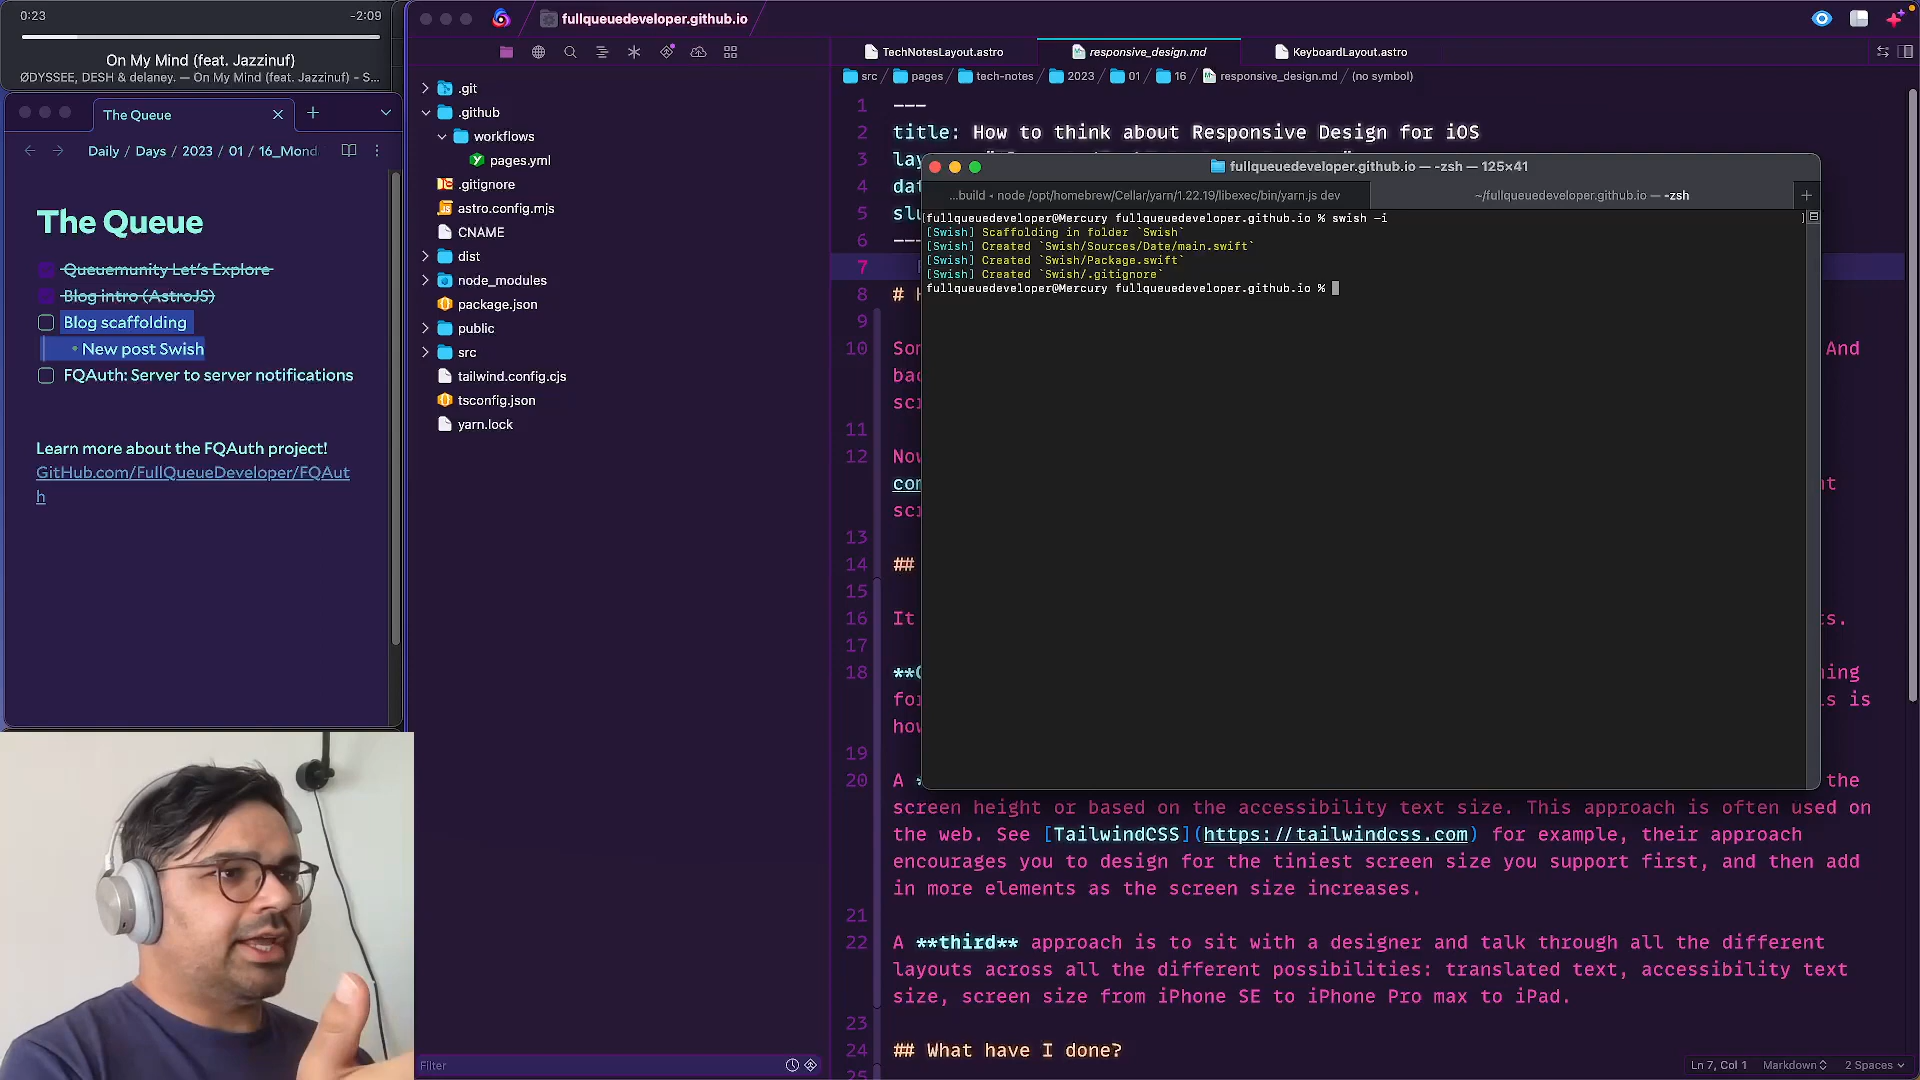 0:23
-2:09
On My Mind (feat. Jazzinuf)
ØDYSSEE, DESH & delaney. — On My Mind (feat. Jazzinuf) - S...
The Queue
Daily / Days / 2023 / 01 / 16_Mond
The Queue
Queuemunity Let's Explore
Blog intro (AstroJS)
Blog scaffolding
• New post Swish
FQAuth: Server to server notifications
Learn more about the FQAuth project!
GitHub.com/FullQueueDeveloper/FQAut
h
fullqueuedeveloper.github.io
.git
.github
workflows
pages.yml
.gitignore
astro.config.mjs
CNAME
dist
node_modules
package.json
public
src
tailwind.config.cjs
tsconfig.json
yarn.lock
Filter
TechNotesLayout.astro
responsive_design.md
KeyboardLayout.astro
src / pages / tech-notes / 2023 / 01 / 16 / responsive_design.md / (no symbol)
1 ---
2 title: How to think about Responsive Design for iOS
3 lay
4 dat
5 slu
6 ---
7
8 #
9
10 Som
And
bac
scr
11
12 Now
con
nt
scr
13
14 ##
15
16 It
s.
17
18 **
ning
for
s is
how
19
20 A
the
screen height or based on the accessibility text size. This approach is often used on
the web. See [TailwindCSS](https://tailwindcss.com) for example, their approach
encourages you to design for the tiniest screen size you support first, and then add
in more elements as the screen size increases.
21
22 A **third** approach is to sit with a designer and talk through all the different
layouts across all the different possibilities: translated text, accessibility text
size, screen size from iPhone SE to iPhone Pro max to iPad.
23
24 ## What have I done?
25
fullqueuedeveloper.github.io — -zsh — 125×41
...build ◂ node /opt/homebrew/Cellar/yarn/1.22.19/libexec/bin/yarn.js dev
~/fullqueuedeveloper.github.io — -zsh
[fullqueuedeveloper@Mercury fullqueuedeveloper.github.io % swish -i ]
[Swish] Scaffolding in folder `Swish`
[Swish] Created `Swish/Sources/Date/main.swift`
[Swish] Created `Swish/Package.swift`
[Swish] Created `Swish/.gitignore`
fullqueuedeveloper@Mercury fullqueuedeveloper.github.io %
Ln 7, Col 1
Markdown
2 Spaces